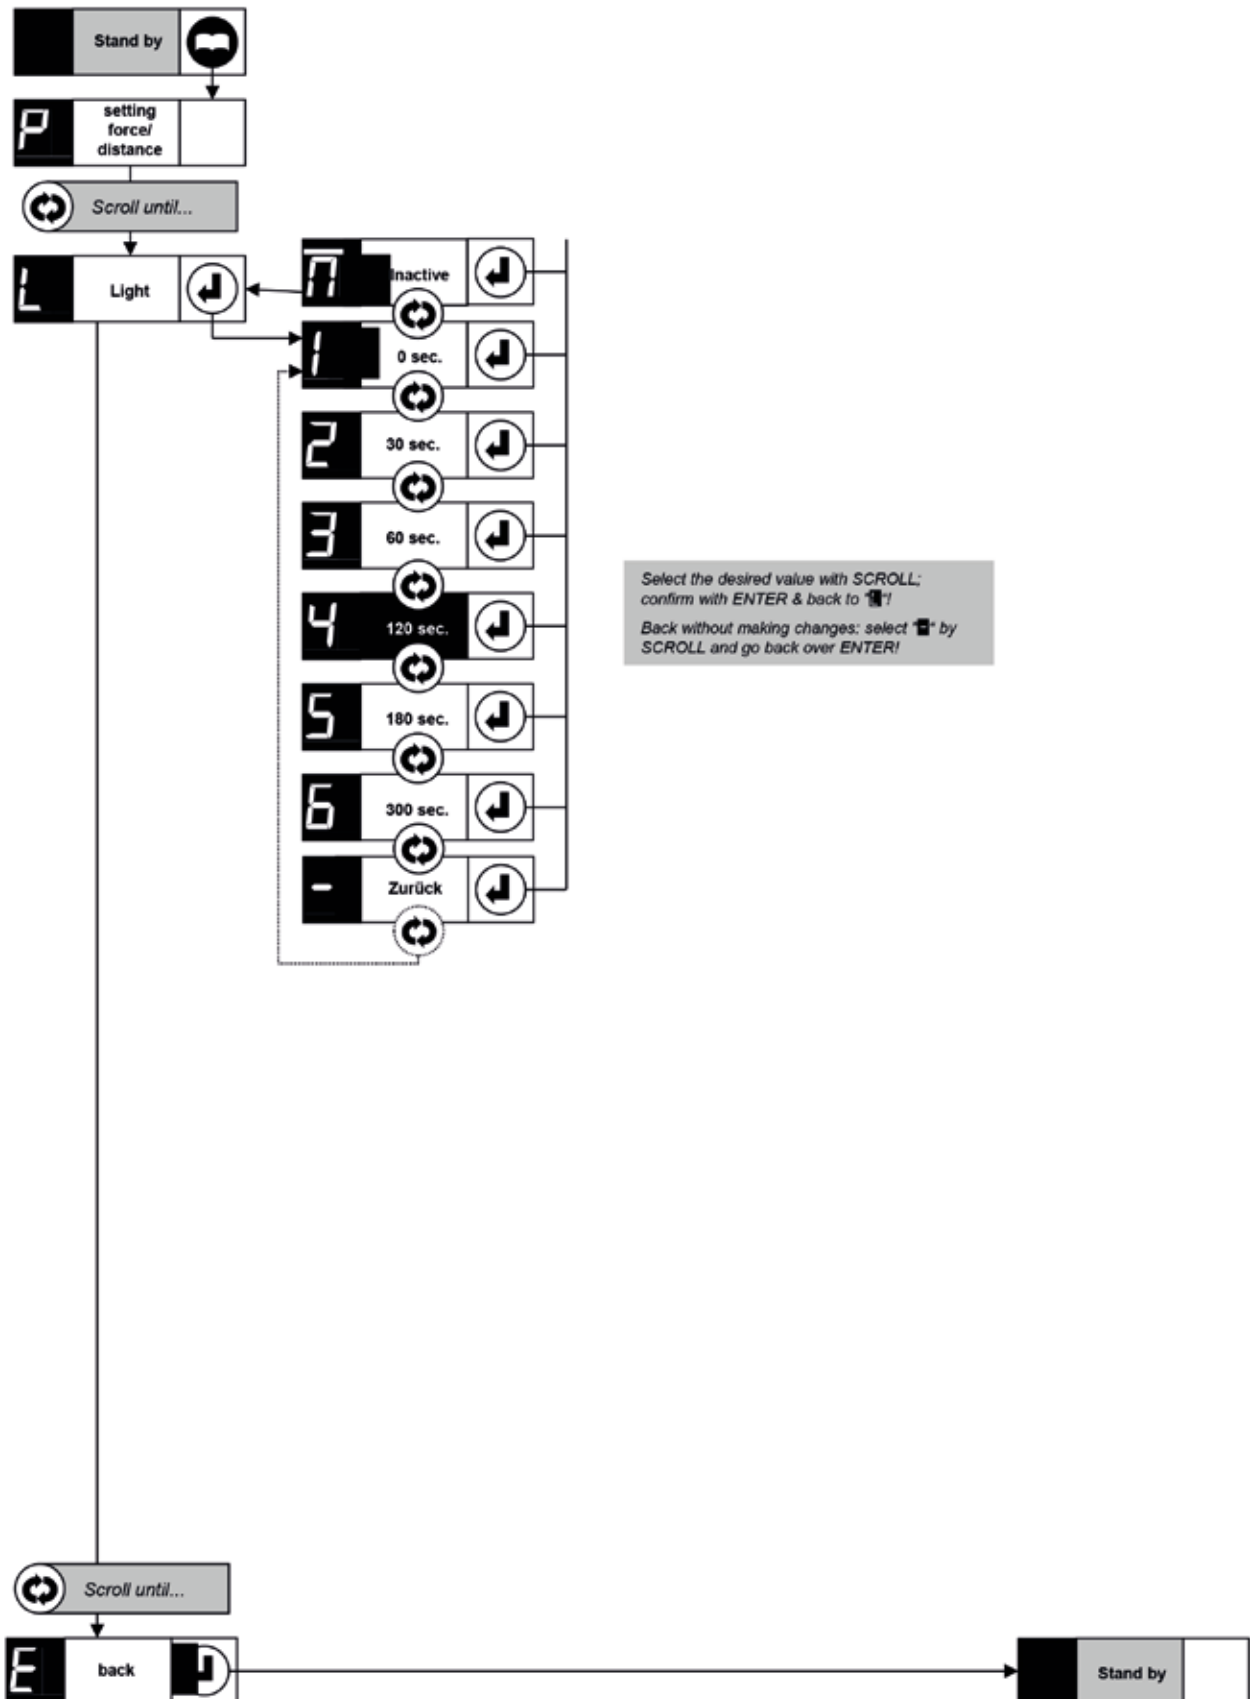 Stand by
P
setting
force/
distance
Scroll until...
L
Light
Inactive
1
0 sec.
2
30 sec.
3
60 sec.
4
120 sec.
5
180 sec.
6
300 sec.
-
Zurück
Select the desired value with SCROLL;
confirm with ENTER & back to "L"!
Back without making changes: select "-" by
SCROLL and go back over ENTER!
Scroll until...
E
back
Stand by